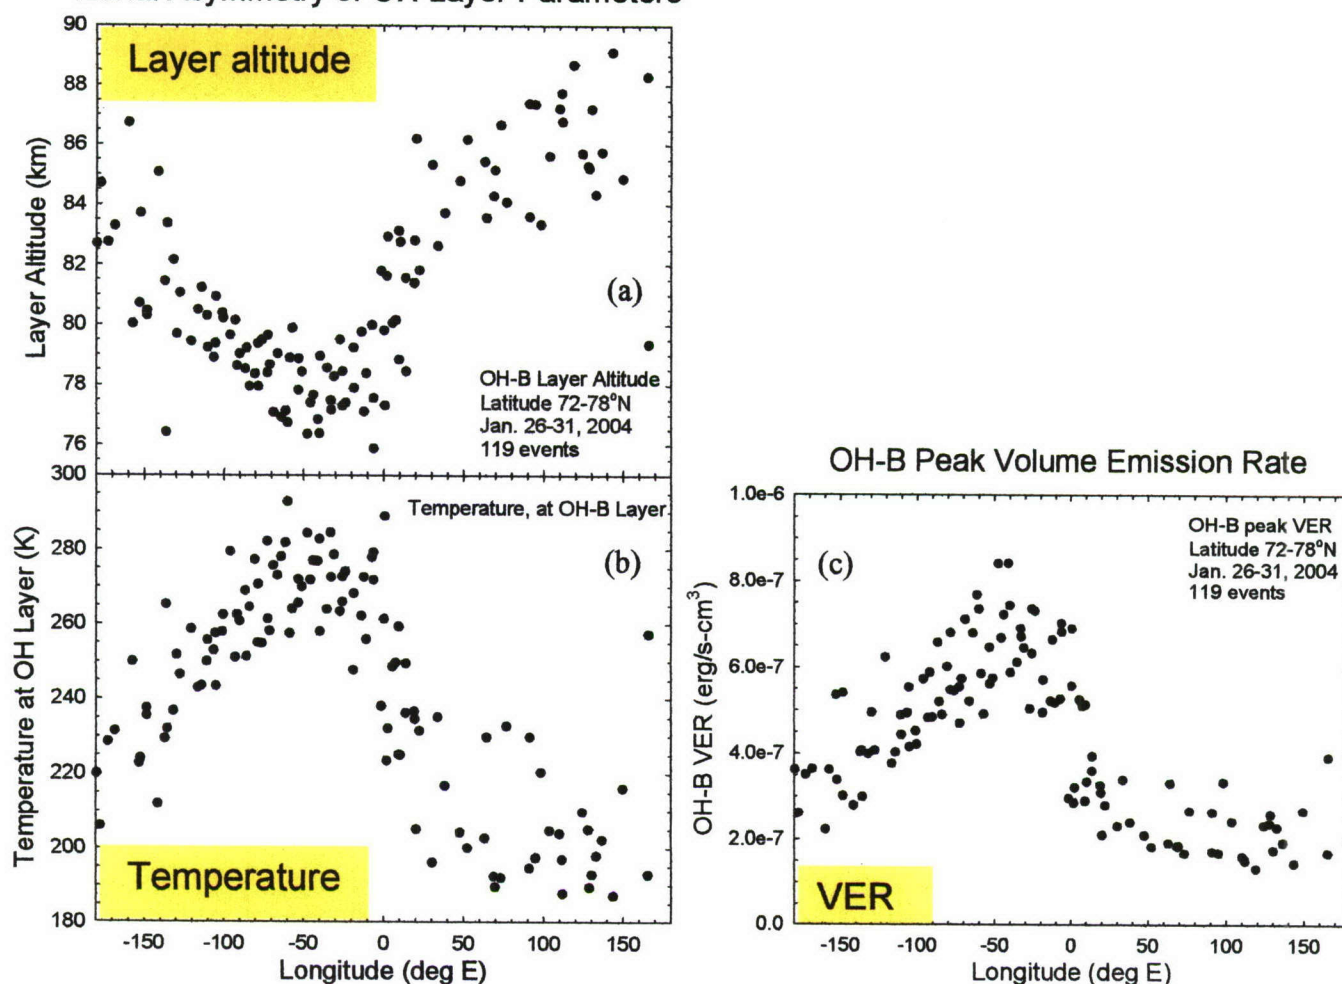 Layer altitude
90
88
86
84
82
80
78
76
Layer Altitude (km)
(a)
OH-B Layer Altitude
Latitude 72-78°N
Jan. 26-31, 2004
119 events
300
280
260
240
220
200
180
Temperature at OH Layer (K)
Temperature, at OH-B Layer
(b)
Temperature
-150 -100 -50 0 50 100 150
Longitude (deg E)
OH-B Peak Volume Emission Rate
1.0e-6
8.0e-7
6.0e-7
4.0e-7
2.0e-7
0.0
OH-B VER (erg/s-cm³)
(c)
OH-B peak VER
Latitude 72-78°N
Jan. 26-31, 2004
119 events
VER
-150 -100 -50 0 50 100 150
Longitude (deg E)